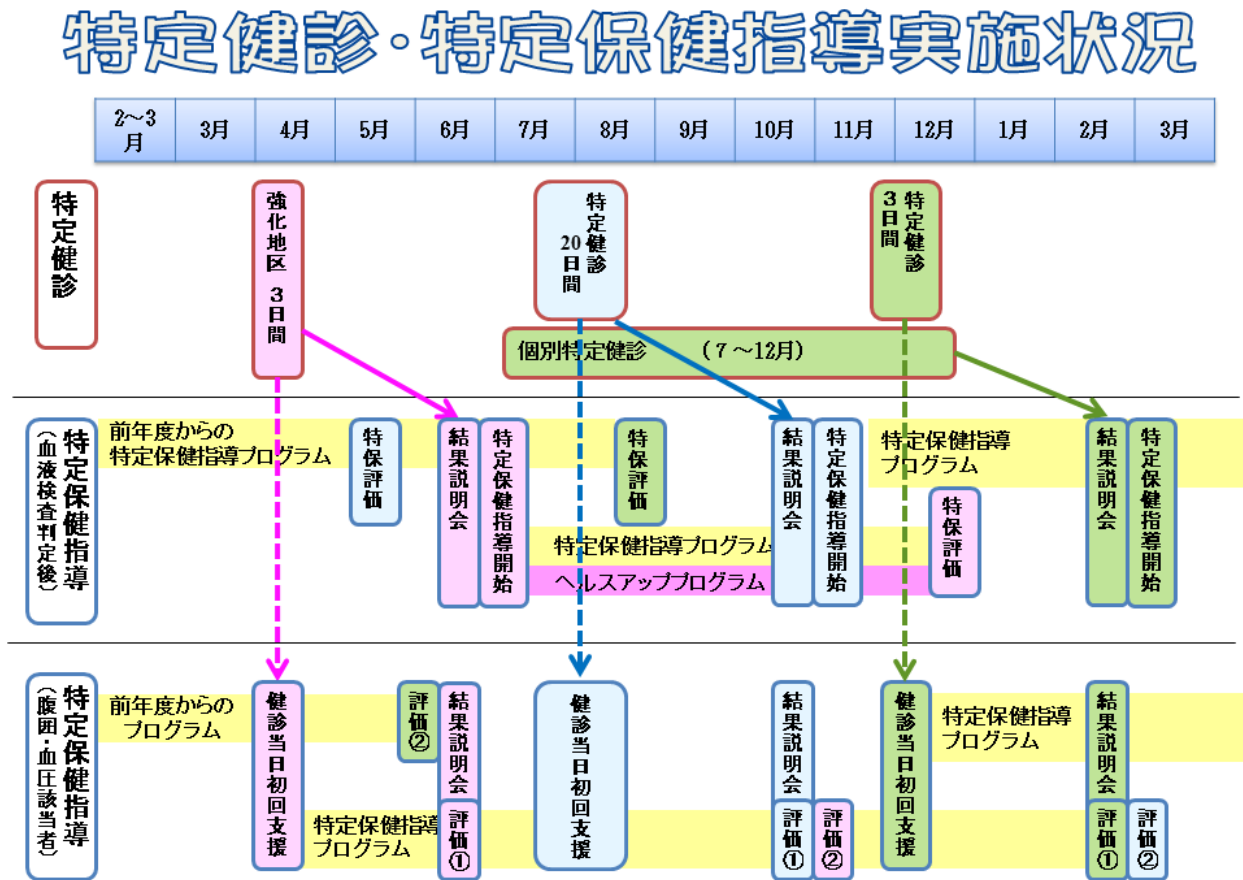 特定健診・特定保健指導実施状況
2～3月
3月
4月
5月
6月
7月
8月
9月
10月
11月
12月
1月
2月
3月
特定健診
強化地区 3日間
特定健診
20日間
特定健診
3日間
個別特定健診 (7～12月)
特定保健指導
(血液検査判定後)
前年度からの
特定保健指導プログラム
特保評価
結果説明会
特定保健指導開始
特保評価
特定保健指導プログラム
ヘルスアッププログラム
結果説明会
特定保健指導開始
特定保健指導
プログラム
特保評価
結果説明会
特定保健指導開始
特定保健指導
(腹囲・血圧該当者)
前年度からの
プログラム
健診当日初回支援
特定保健指導
プログラム
評価②
結果説明会
評価①
健診当日初回支援
結果説明会
評価①
評価②
健診当日初回支援
特定保健指導
プログラム
結果説明会
評価①
評価②